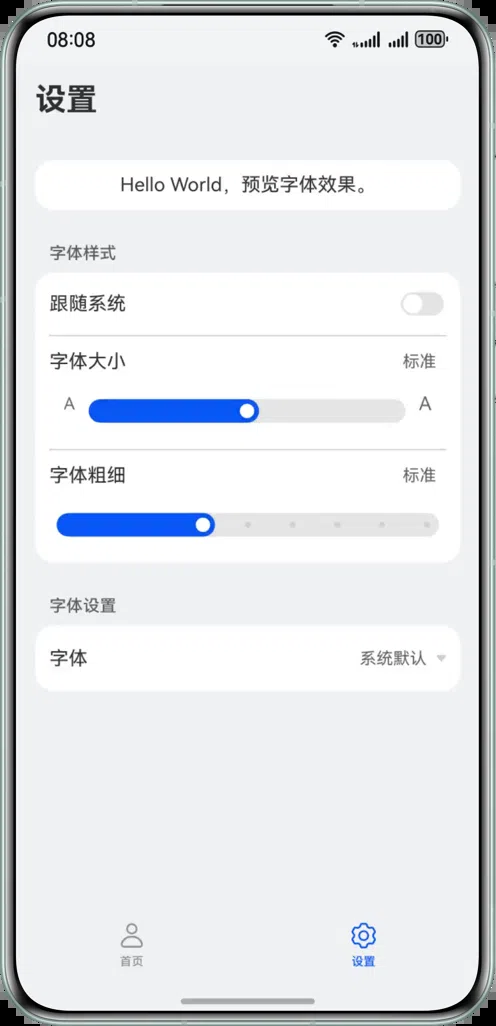 08:08 100
设置
Hello World，预览字体效果。
字体样式
跟随系统
字体大小 标准
A A
字体粗细 标准
字体设置
字体 系统默认
首页 设置